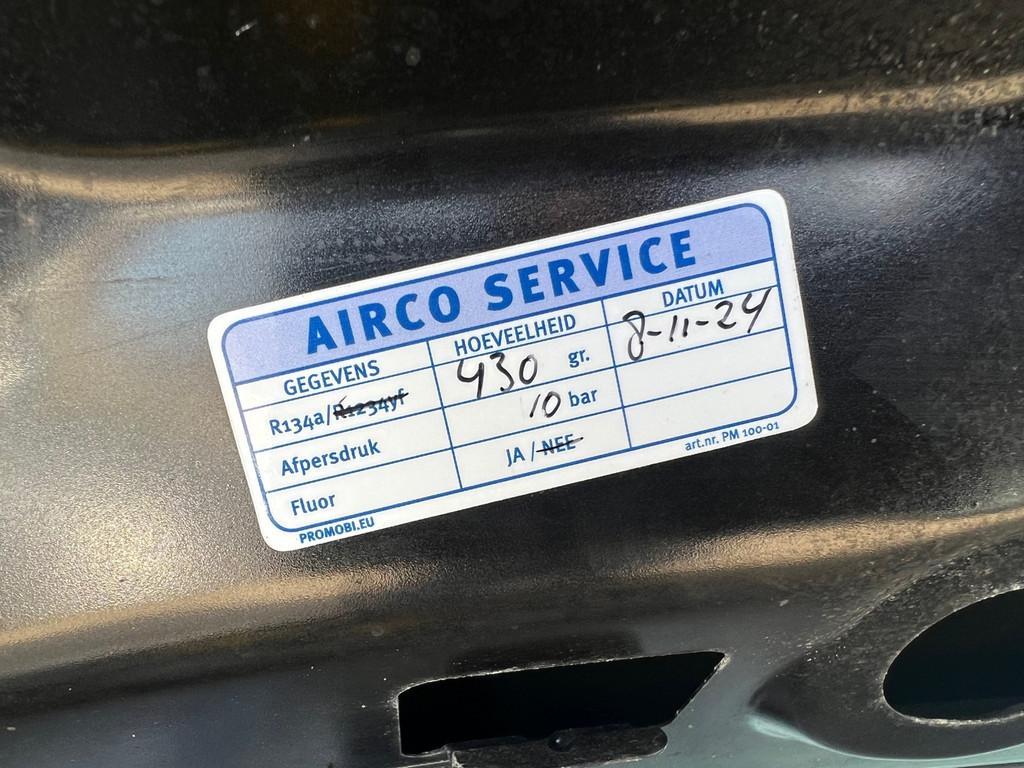 AIRCO SERVICE
GEGEVENS HOEVEELHEID DATUM
R134a/R1234yf 430 gr. 8-11-24
Afpersdruk 10 bar
Fluor JA / NEE
PROMOBI.EU art.nr. PM 100-01